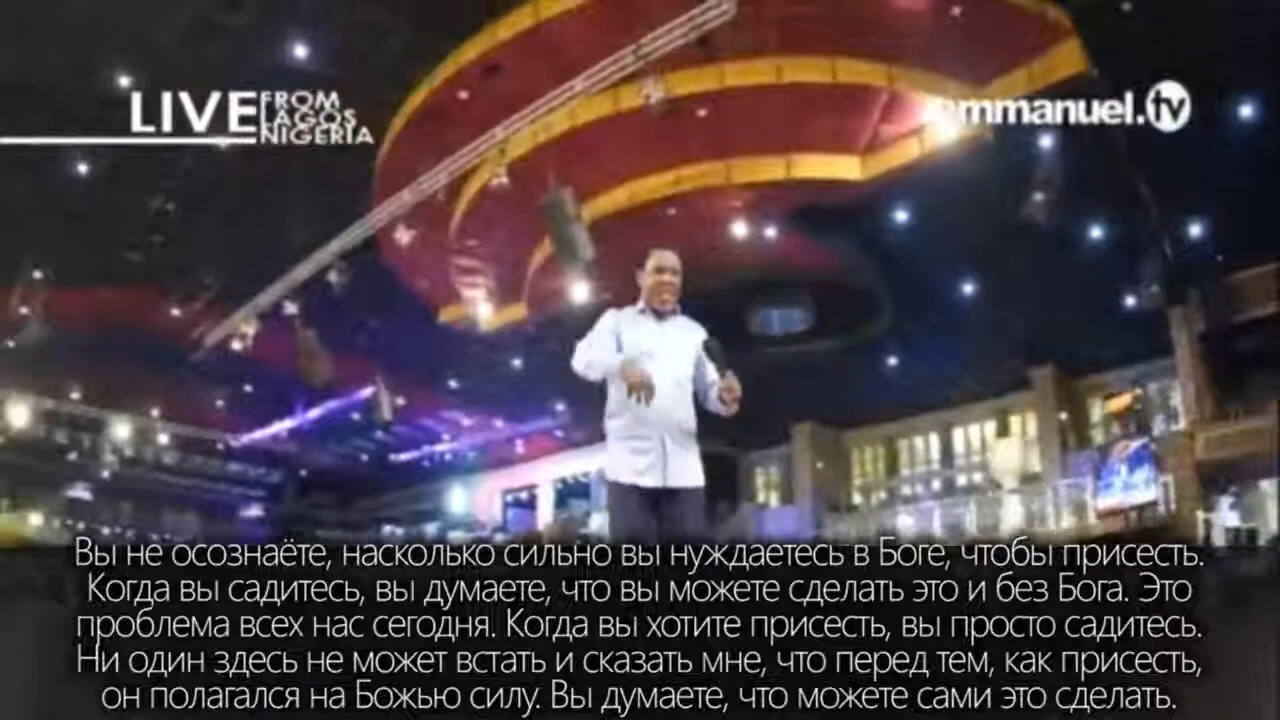 LIVE FROM
LAGOS
NIGERIA
emmanuel.tv
Вы не осознаёте, насколько сильно вы нуждаетесь в Боге, чтобы присесть.
Когда вы садитесь, вы думаете, что вы можете сделать это и без Бога. Это
проблема всех нас сегодня. Когда вы хотите присесть, вы просто садитесь.
Ни один здесь не может встать и сказать мне, что перед тем, как присесть,
он полагался на Божью силу. Вы думаете, что можете сами это сделать.